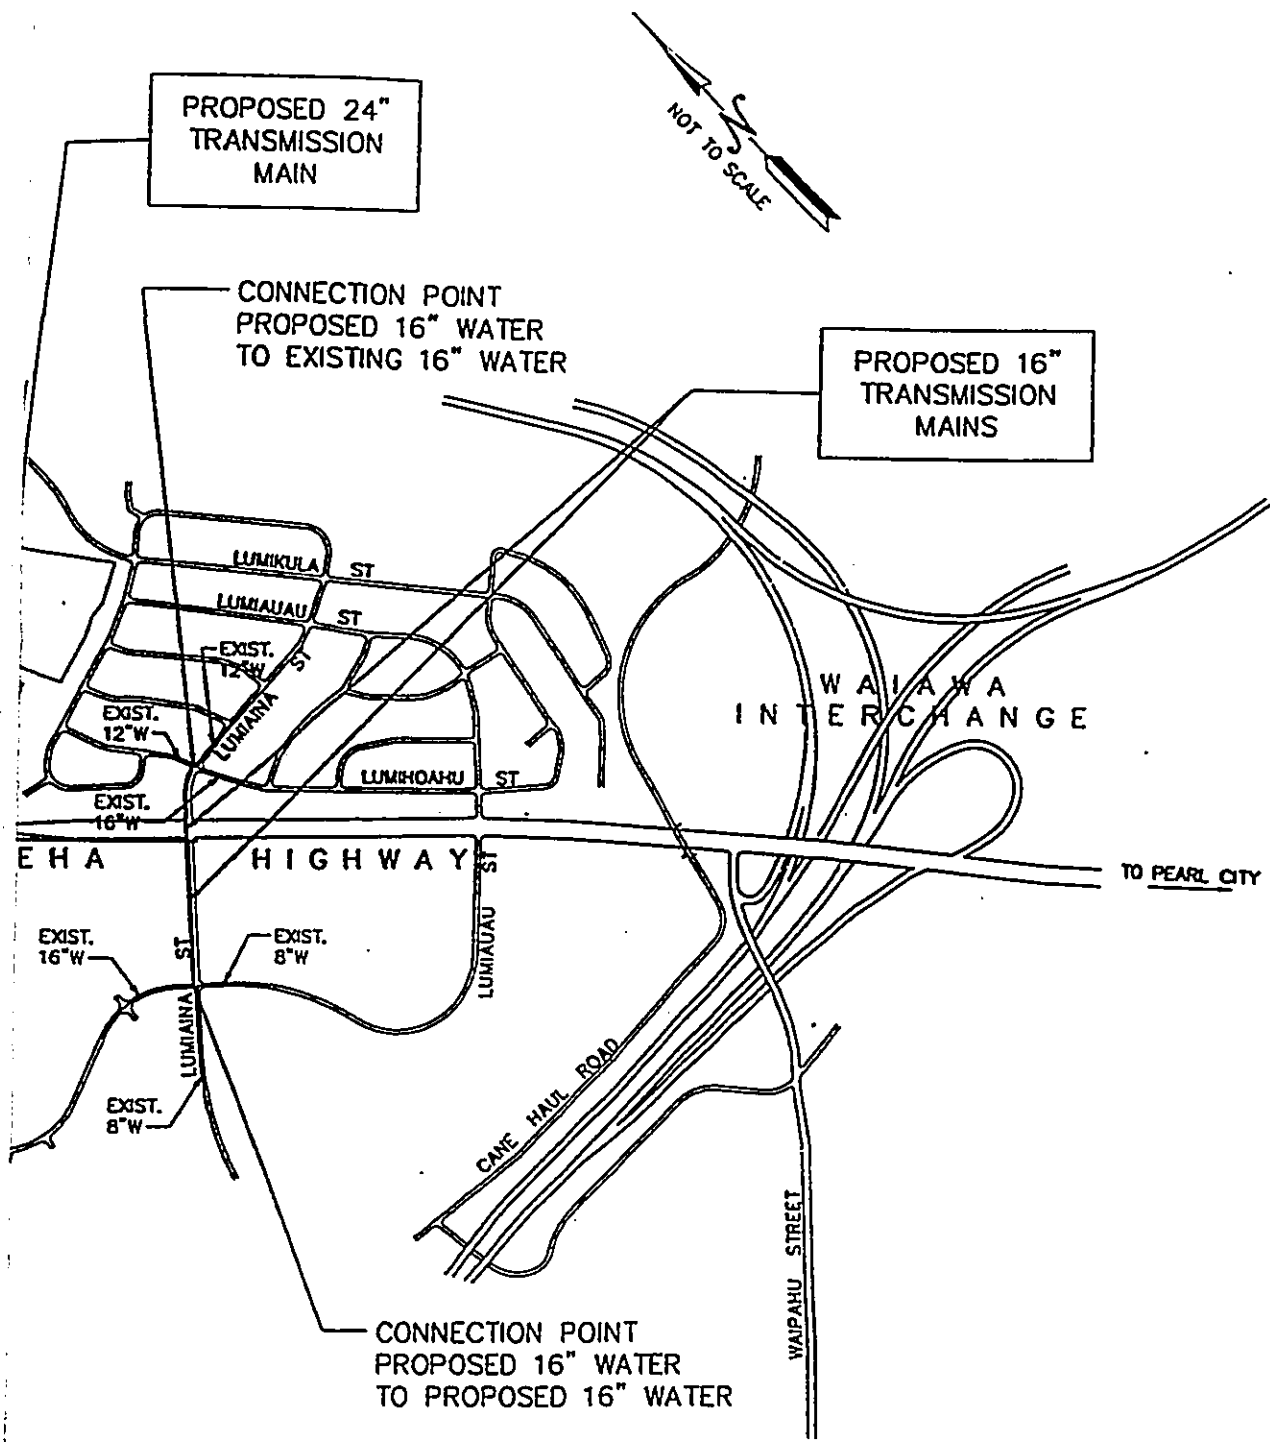 PROPOSED 24"
TRANSMISSION
MAIN
N
NOT TO SCALE
CONNECTION POINT
PROPOSED 16" WATER
TO EXISTING 16" WATER
PROPOSED 16"
TRANSMISSION
MAINS
LUMIKULA ST
LUMIAUAU ST
EXIST.
12"W
LUMIAINA ST
WAIAWA
INTERCHANGE
EXIST.
12"W
LUMIHOAHU ST
EXIST.
16"W
EHA HIGHWAY
TO PEARL CITY
LUMIAUAU ST
EXIST.
16"W
LUMIAINA ST
EXIST.
8"W
EXIST.
8"W
CANE HAUL ROAD
WAIPAHU STREET
CONNECTION POINT
PROPOSED 16" WATER
TO PROPOSED 16" WATER